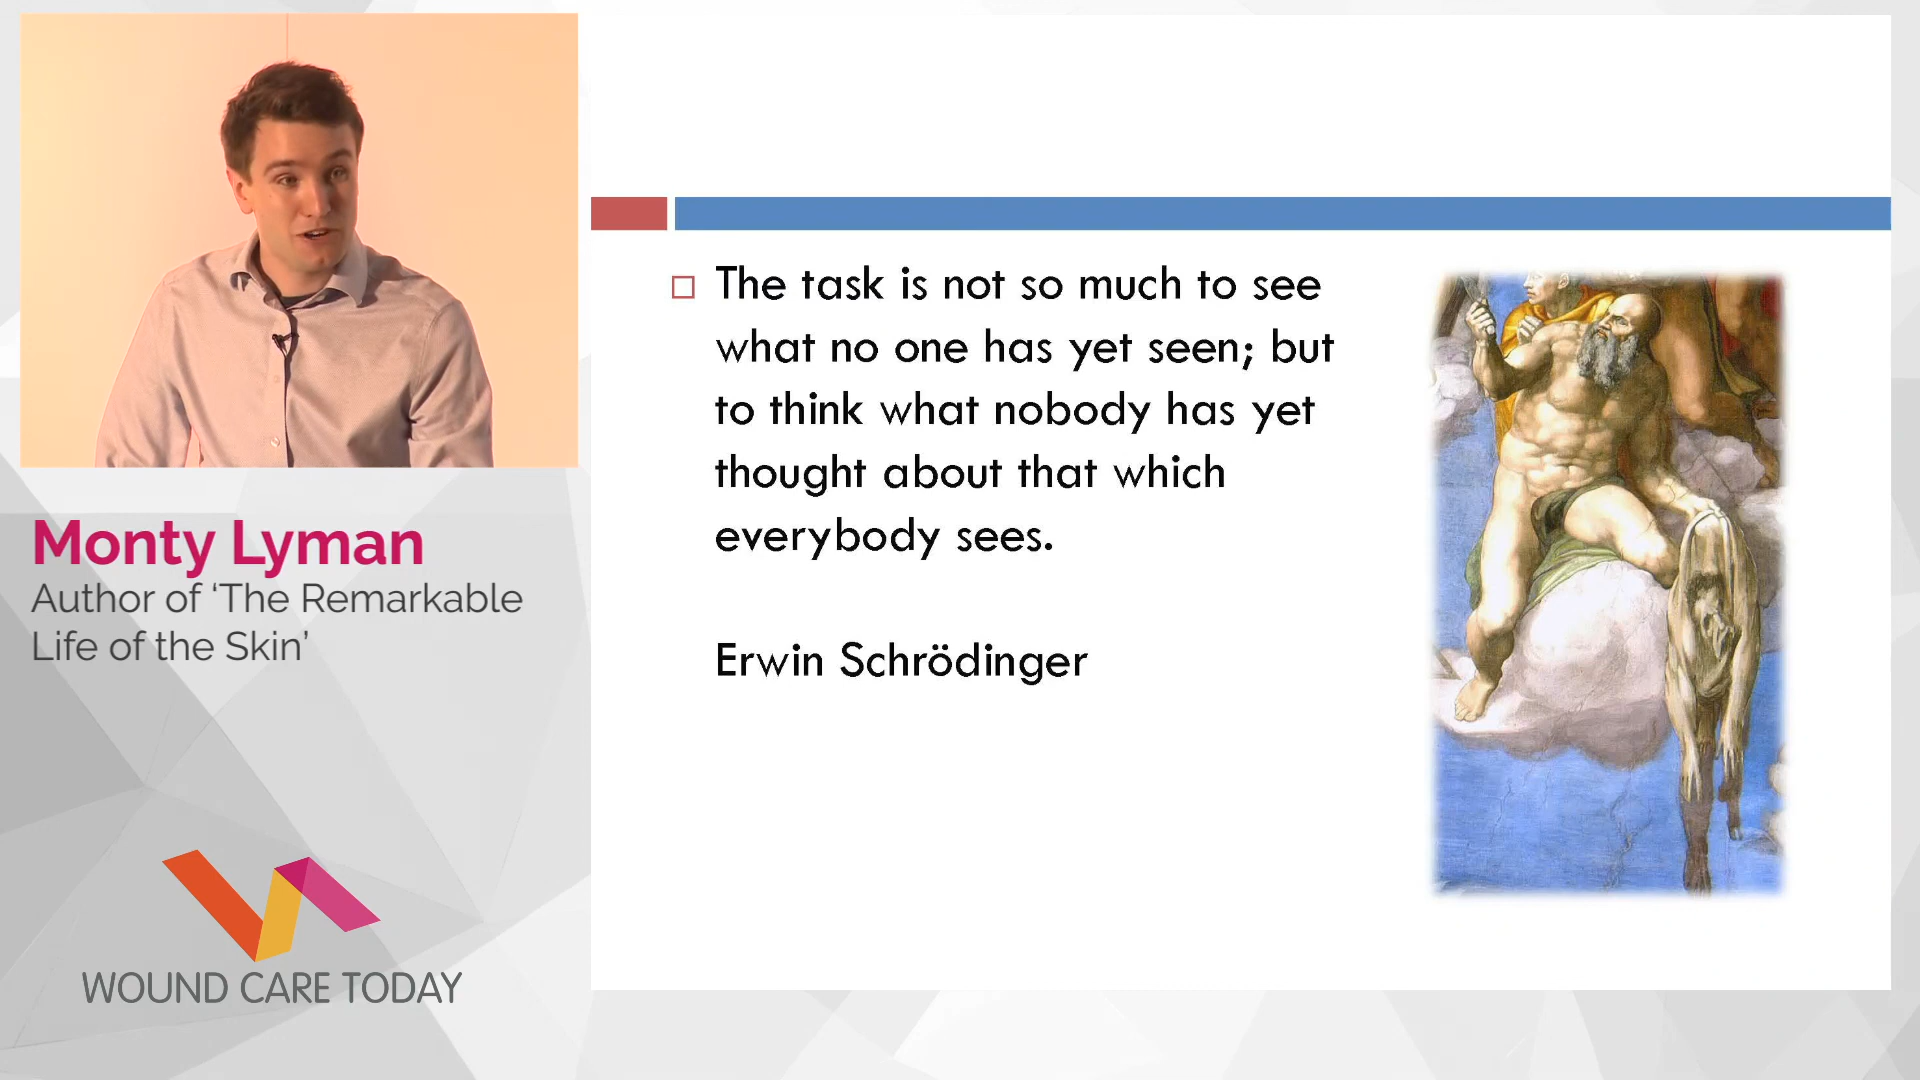 Monty Lyman
Author of ‘The Remarkable
Life of the Skin’
WOUND CARE TODAY
The task is not so much to see
what no one has yet seen; but
to think what nobody has yet
thought about that which
everybody sees.
Erwin Schrödinger